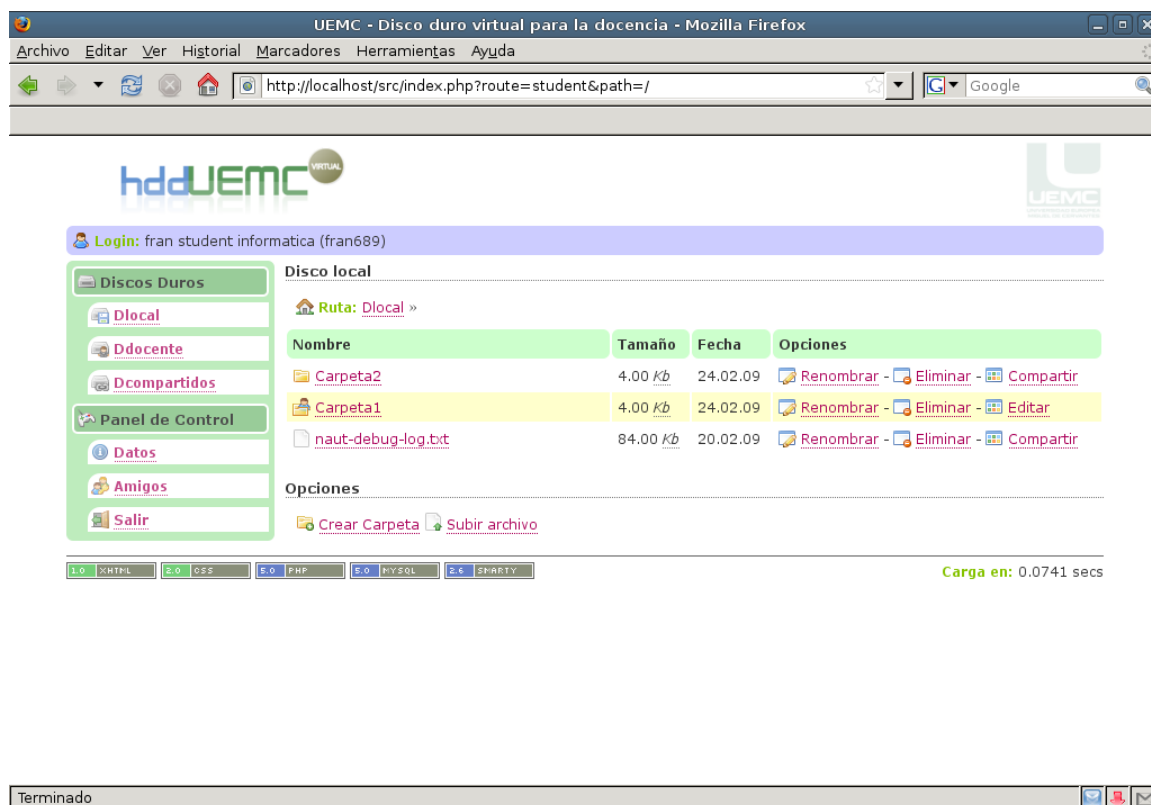 UEMC - Disco duro virtual para la docencia - Mozilla Firefox
Archivo Editar Ver Historial Marcadores Herramientas Ayuda
http://localhost/src/index.php?route=student&path=/ Google
hddUEMC VIRTUAL
UEMC
Login: fran student informatica (fran689)
Discos Duros
Dlocal
Ddocente
Dcompartidos
Panel de Control
Datos
Amigos
Salir
Disco local
Ruta: Dlocal »
Nombre Tamaño Fecha Opciones
Carpeta2 4.00 Kb 24.02.09 Renombrar - Eliminar - Compartir
Carpeta1 4.00 Kb 24.02.09 Renombrar - Eliminar - Editar
naut-debug-log.txt 84.00 Kb 20.02.09 Renombrar - Eliminar - Compartir
Opciones
Crear Carpeta Subir archivo
1.0 XHTML 2.0 CSS 5.0 PHP 5.0 MYSQL 2.6 SMARTY Carga en: 0.0741 secs
Terminado